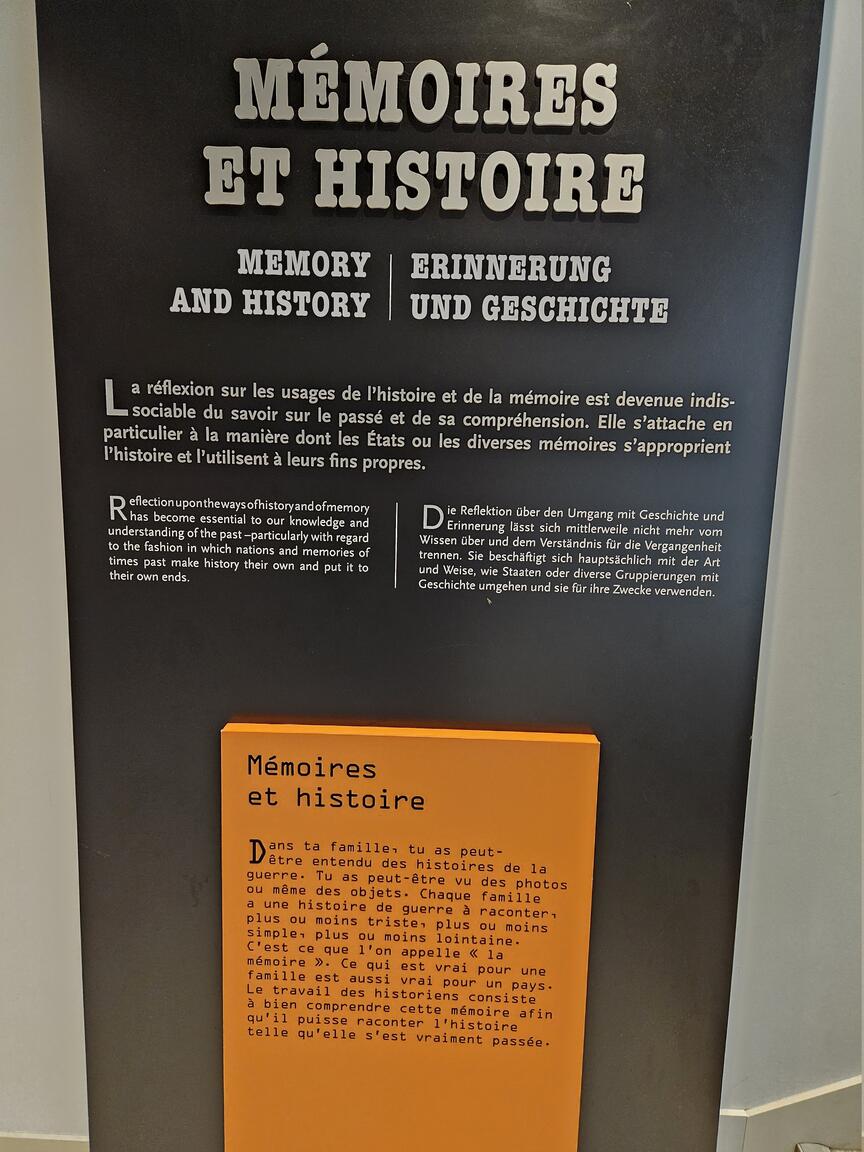 MÉMOIRES
ET HISTOIRE
MEMORY
AND HISTORY
ERINNERUNG
UND GESCHICHTE
La réflexion sur les usages de l'histoire et de la mémoire est devenue indis-
sociable du savoir sur le passé et de sa compréhension. Elle s'attache en
particulier à la manière dont les États ou les diverses mémoires s'approprient
l'histoire et l'utilisent à leurs fins propres.
Reflection upon the ways of history and of memory
has become essential to our knowledge and
understanding of the past –particularly with regard
to the fashion in which nations and memories of
times past make history their own and put it to
their own ends.
Die Reflektion über den Umgang mit Geschichte und
Erinnerung lässt sich mittlerweile nicht mehr vom
Wissen über und dem Verständnis für die Vergangenheit
trennen. Sie beschäftigt sich hauptsächlich mit der Art
und Weise, wie Staaten oder diverse Gruppierungen mit
Geschichte umgehen und sie für ihre Zwecke verwenden.
Mémoires
et histoire
Dans ta famille, tu as peut-
être entendu des histoires de la
guerre. Tu as peut-être vu des photos
ou même des objets. Chaque famille
a une histoire de guerre à raconter,
plus ou moins triste, plus ou moins
simple, plus ou moins lointaine.
C'est ce que l'on appelle « la
mémoire ». Ce qui est vrai pour une
famille est aussi vrai pour un pays.
Le travail des historiens consiste
à bien comprendre cette mémoire afin
qu'il puisse raconter l'histoire
telle qu'elle s'est vraiment passée.